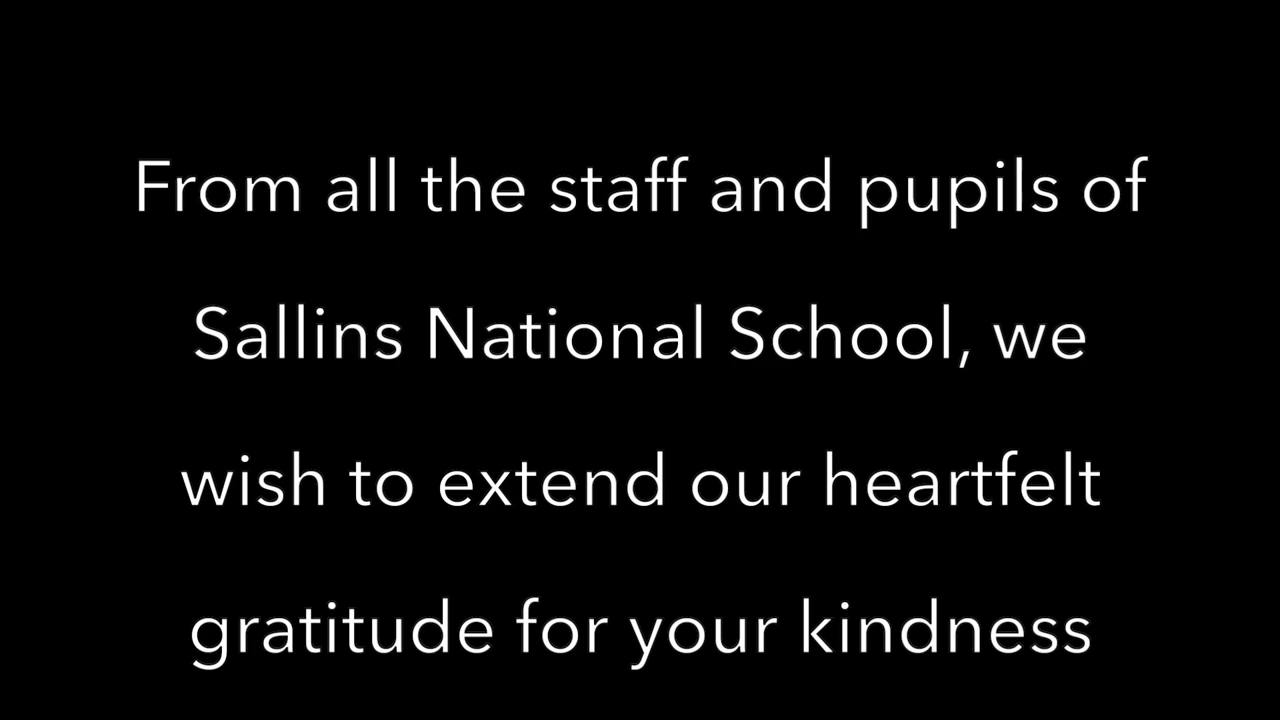 From all the staff and pupils of
Sallins National School, we
wish to extend our heartfelt
gratitude for your kindness